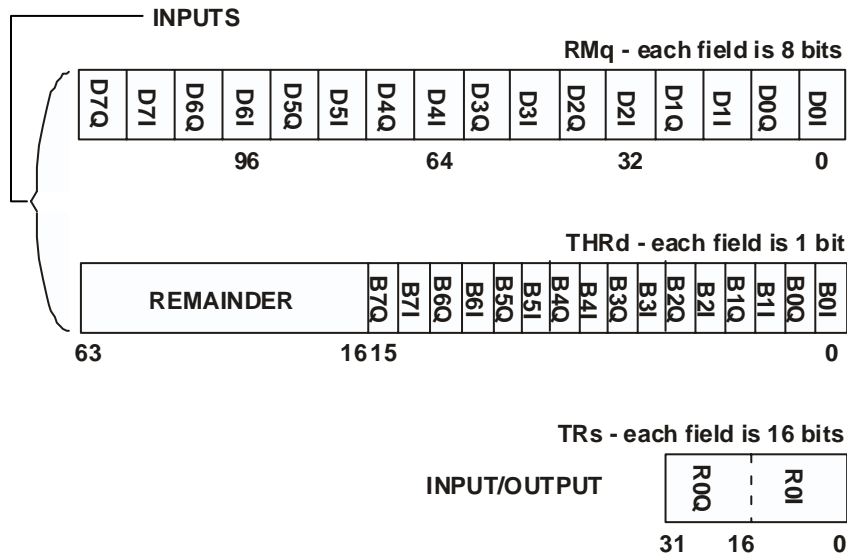 INPUTS
RMq - each field is 8 bits
D7Q D7I D6Q D6I D5Q D5I D4Q D4I D3Q D3I D2Q D2I D1Q D1I D0Q D0I
96 64 32 0
THRd - each field is 1 bit
REMAINDER B7Q B7I B6Q B6I B5Q B5I B4Q B4I B3Q B3I B2Q B2I B1Q B1I B0Q B0I
63 16 15 0
TRs - each field is 16 bits
INPUT/OUTPUT R0Q R0I
31 16 0